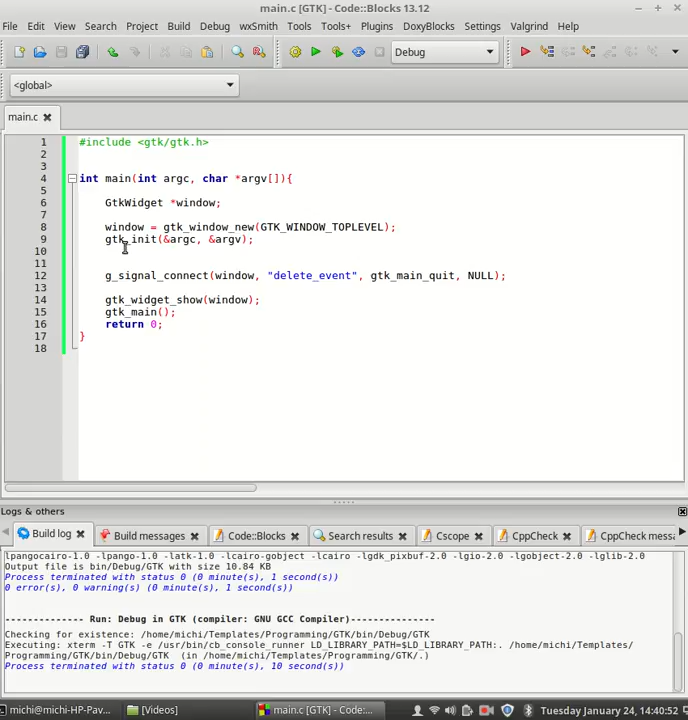 main.c [GTK] - Code::Blocks 13.12
File Edit View Search Project Build Debug wxSmith Tools Tools+ Plugins DoxyBlocks Settings Valgrind Help
Debug
<global>
main.c
1 #include <gtk/gtk.h>
2
3
4 int main(int argc, char *argv[]){
5
6 GtkWidget *window;
7
8 window = gtk_window_new(GTK_WINDOW_TOPLEVEL);
9 gtk_init(&argc, &argv);
10
11
12 g_signal_connect(window, "delete_event", gtk_main_quit, NULL);
13
14 gtk_widget_show(window);
15 gtk_main();
16 return 0;
17 }
18
Logs & others
Build log Build messages Code::Blocks Search results Cscope CppCheck CppCheck messa
lpangocairo-1.0 -lpango-1.0 -latk-1.0 -lcairo-gobject -lcairo -lgdk_pixbuf-2.0 -lgio-2.0 -lgobject-2.0 -lglib-2.0
Output file is bin/Debug/GTK with size 10.84 KB
Process terminated with status 0 (0 minute(s), 1 second(s))
0 error(s), 0 warning(s) (0 minute(s), 1 second(s))
-------------- Run: Debug in GTK (compiler: GNU GCC Compiler)---------------
Checking for existence: /home/michi/Templates/Programming/GTK/bin/Debug/GTK
Executing: xterm -T GTK -e /usr/bin/cb_console_runner LD_LIBRARY_PATH=$LD_LIBRARY_PATH:. /home/michi/Templates/
Programming/GTK/bin/Debug/GTK (in /home/michi/Templates/Programming/GTK/.)
Process terminated with status 0 (0 minute(s), 10 second(s))
michi@michi-HP-Pav... [Videos] main.c [GTK] - Code:... Tuesday January 24, 14:40:52